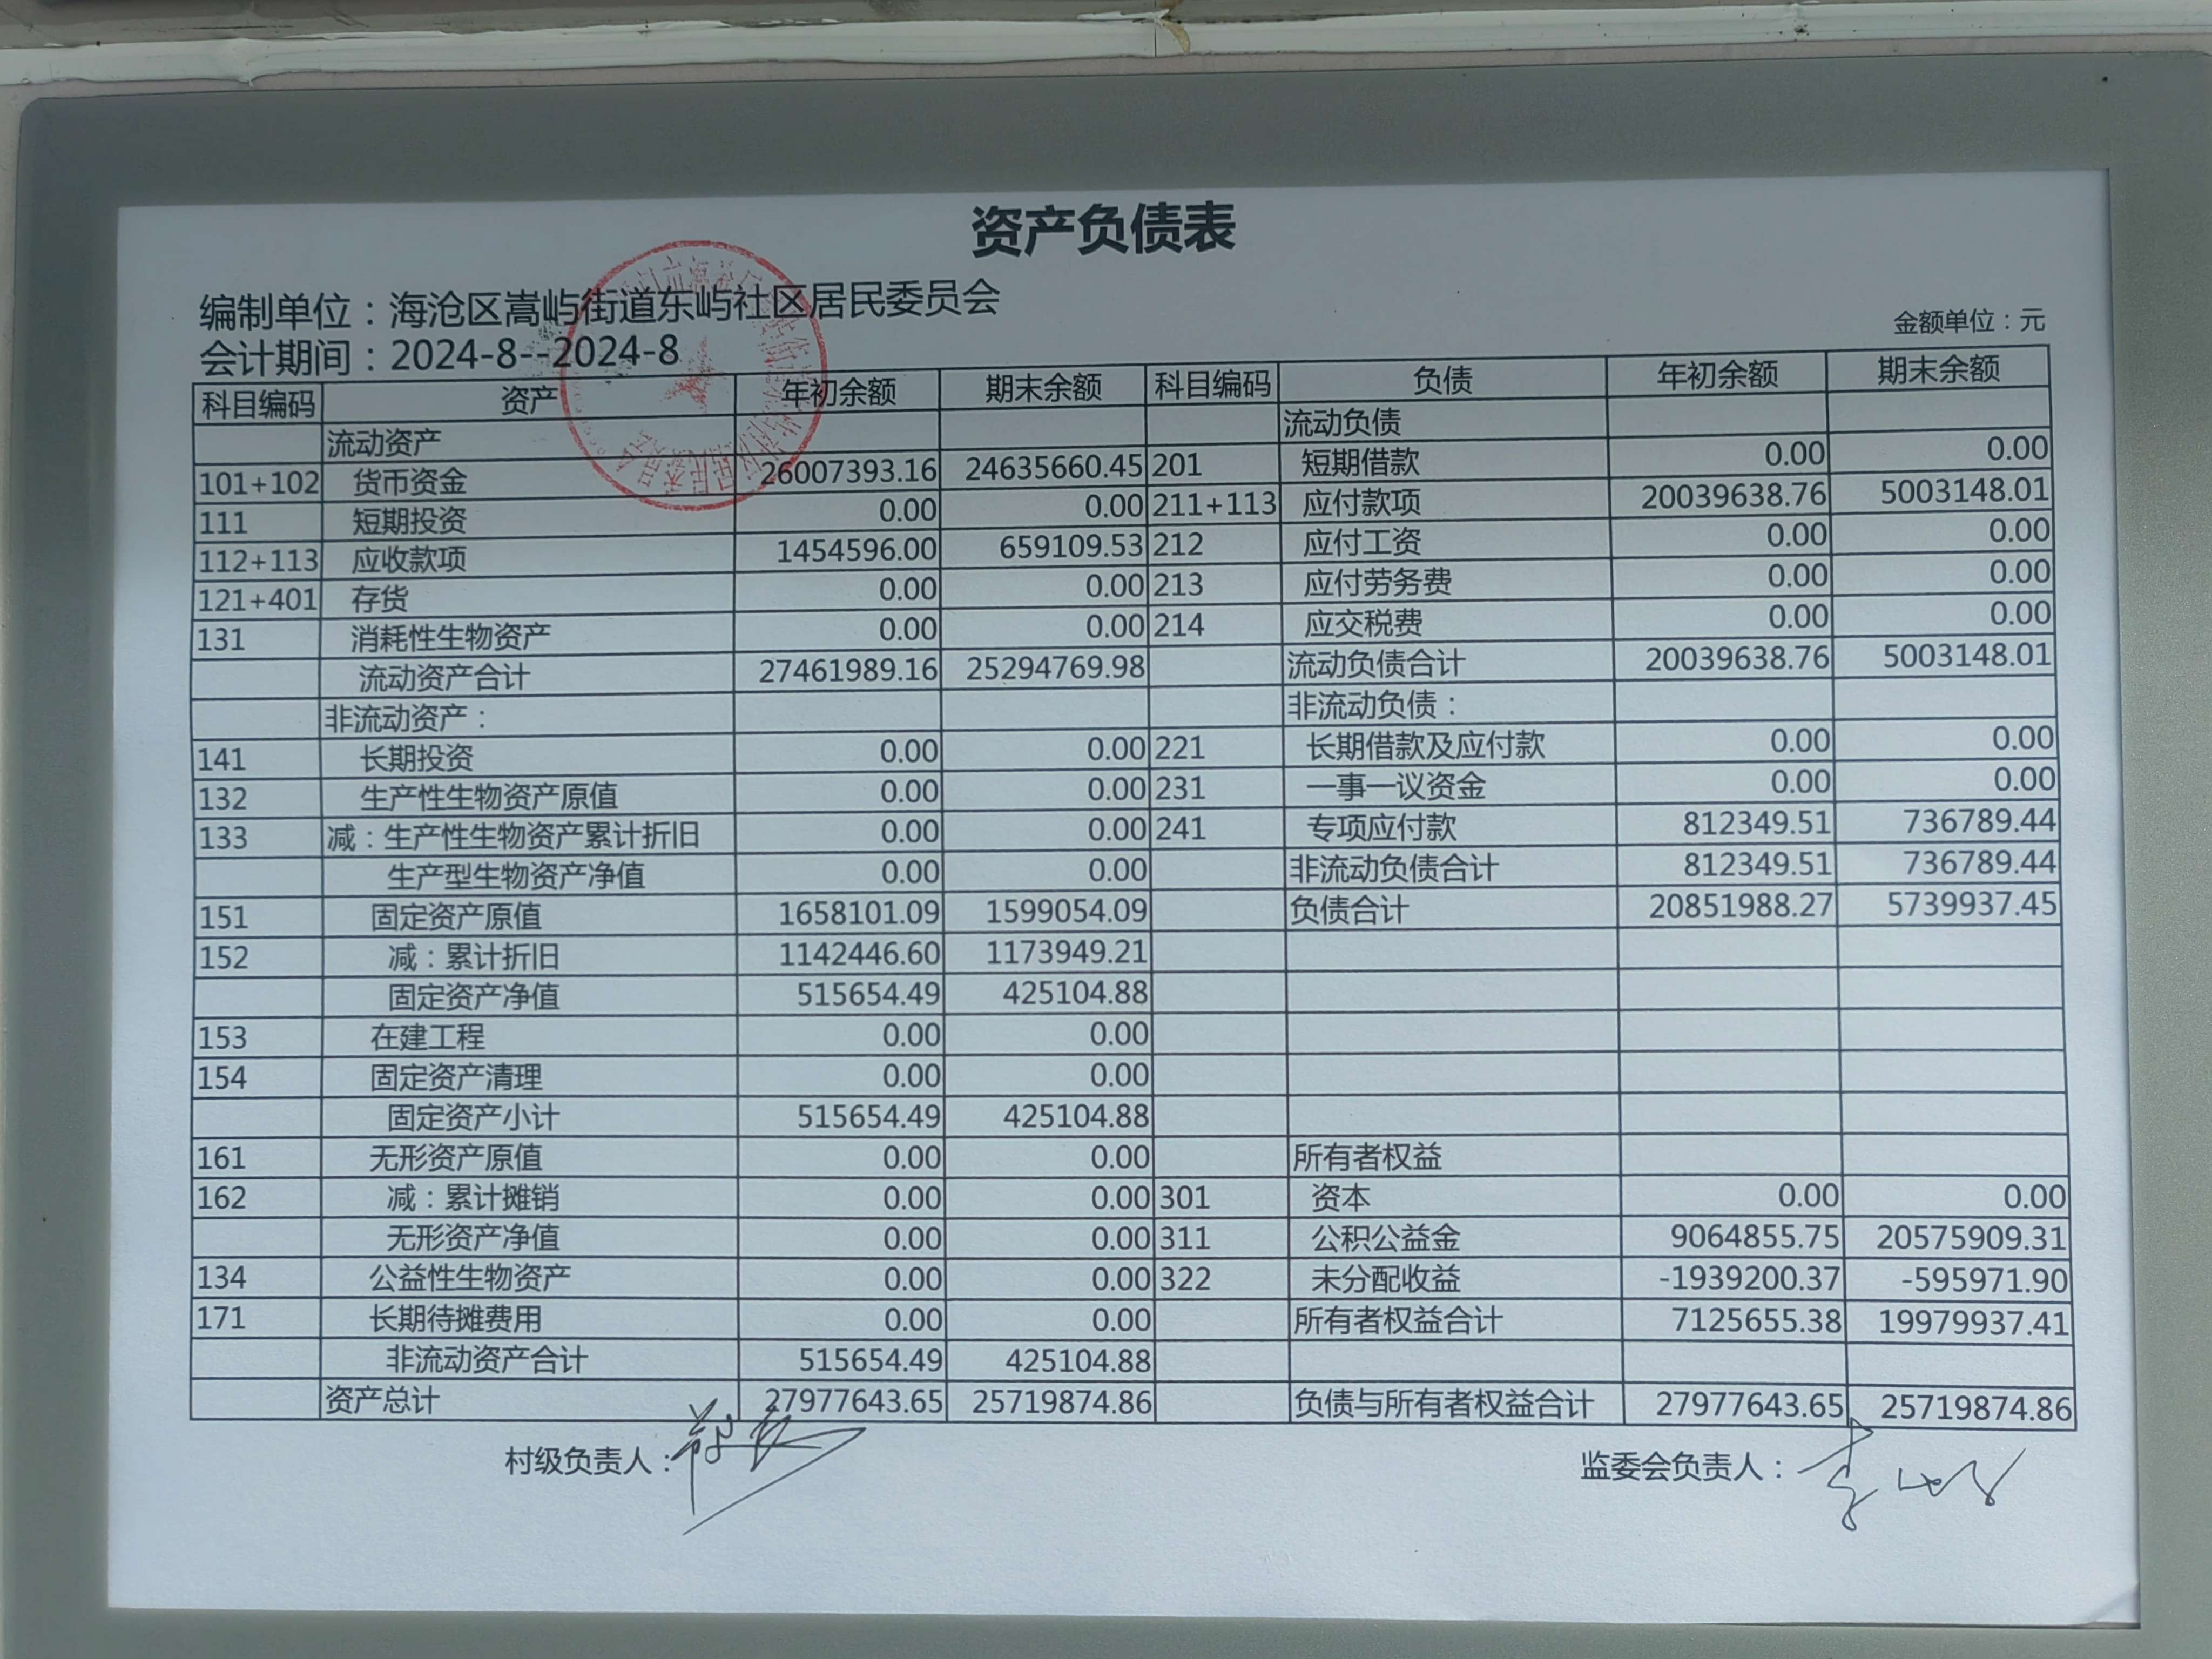 资产负债表
编制单位：海沧区嵩屿街道东屿社区居民委员会
金额单位：元
会计期间：2024-8--2024-8
科目编码 资产 年初余额 期末余额 科目编码 负债 年初余额 期末余额
流动资产 流动负债
101+102 货币资金 26007393.16 24635660.45 201 短期借款 0.00 0.00
111 短期投资 0.00 0.00 211+113 应付款项 20039638.76 5003148.01
112+113 应收款项 1454596.00 659109.53 212 应付工资 0.00 0.00
121+401 存货 0.00 0.00 213 应付劳务费 0.00 0.00
131 消耗性生物资产 0.00 0.00 214 应交税费 0.00 0.00
流动资产合计 27461989.16 25294769.98 流动负债合计 20039638.76 5003148.01
非流动资产： 非流动负债：
141 长期投资 0.00 0.00 221 长期借款及应付款 0.00 0.00
132 生产性生物资产原值 0.00 0.00 231 一事一议资金 0.00 0.00
133 减：生产性生物资产累计折旧 0.00 0.00 241 专项应付款 812349.51 736789.44
生产型生物资产净值 0.00 0.00 非流动负债合计 812349.51 736789.44
151 固定资产原值 1658101.09 1599054.09 负债合计 20851988.27 5739937.45
152 减：累计折旧 1142446.60 1173949.21
固定资产净值 515654.49 425104.88
153 在建工程 0.00 0.00
154 固定资产清理 0.00 0.00
固定资产小计 515654.49 425104.88
161 无形资产原值 0.00 0.00 所有者权益
162 减：累计摊销 0.00 0.00 301 资本 0.00 0.00
无形资产净值 0.00 0.00 311 公积公益金 9064855.75 20575909.31
134 公益性生物资产 0.00 0.00 322 未分配收益 -1939200.37 -595971.90
171 长期待摊费用 0.00 0.00 所有者权益合计 7125655.38 19979937.41
非流动资产合计 515654.49 425104.88
资产总计 27977643.65 25719874.86 负债与所有者权益合计 27977643.65 25719874.86
村级负责人： 监委会负责人：